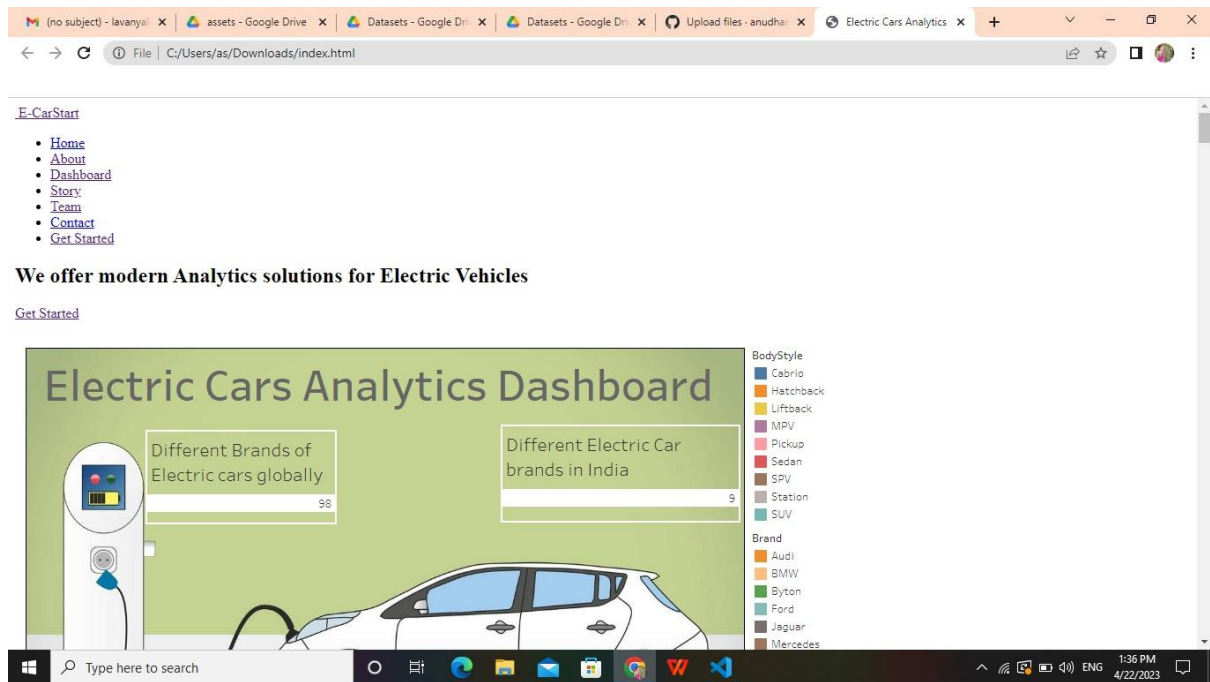 (no subject) - lavanya
assets - Google Drive
Datasets - Google Dri
Datasets - Google Dri
Upload files · anudhar
Electric Cars Analytics
File | C:/Users/as/Downloads/index.html
E-CarStart
Home
About
Dashboard
Story
Team
Contact
Get Started
We offer modern Analytics solutions for Electric Vehicles
Get Started
Electric Cars Analytics Dashboard
Different Brands of
Electric cars globally
98
Different Electric Car
brands in India
9
BodyStyle
Cabrio
Hatchback
Liftback
MPV
Pickup
Sedan
SPV
Station
SUV
Brand
Audi
BMW
Byton
Ford
Jaguar
Mercedes
Type here to search
ENG
1:36 PM
4/22/2023